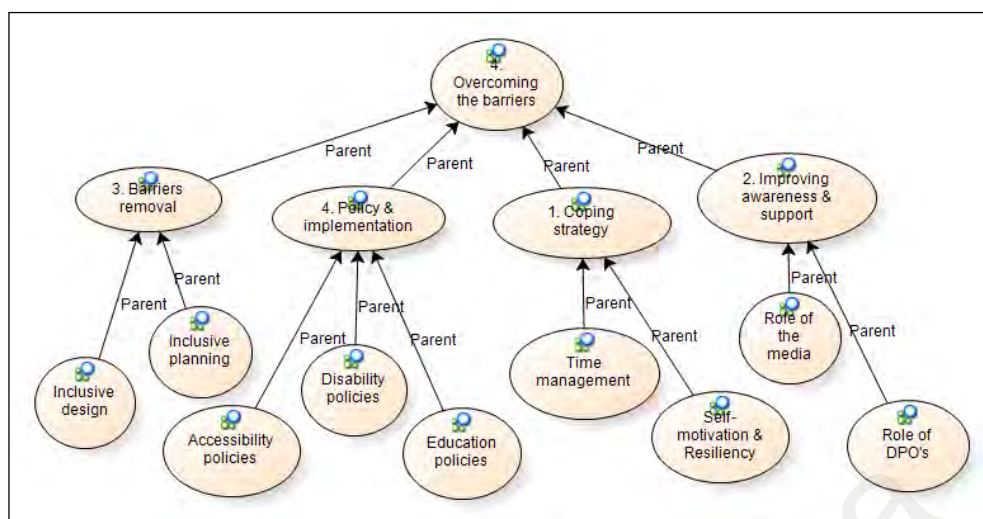 4.
Overcoming
the barriers
Parent
Parent
Parent
Parent
3. Barriers
removal
4. Policy &
implementation
1. Coping
strategy
2. Improving
awareness &
support
Parent
Parent
Parent
Parent
Parent
Parent
Parent
Parent
Parent
Inclusive
design
Inclusive
planning
Accessibility
policies
Disability
policies
Education
policies
Time
management
Self-
motivation &
Resiliency
Role of
the
media
Role of
DPO's